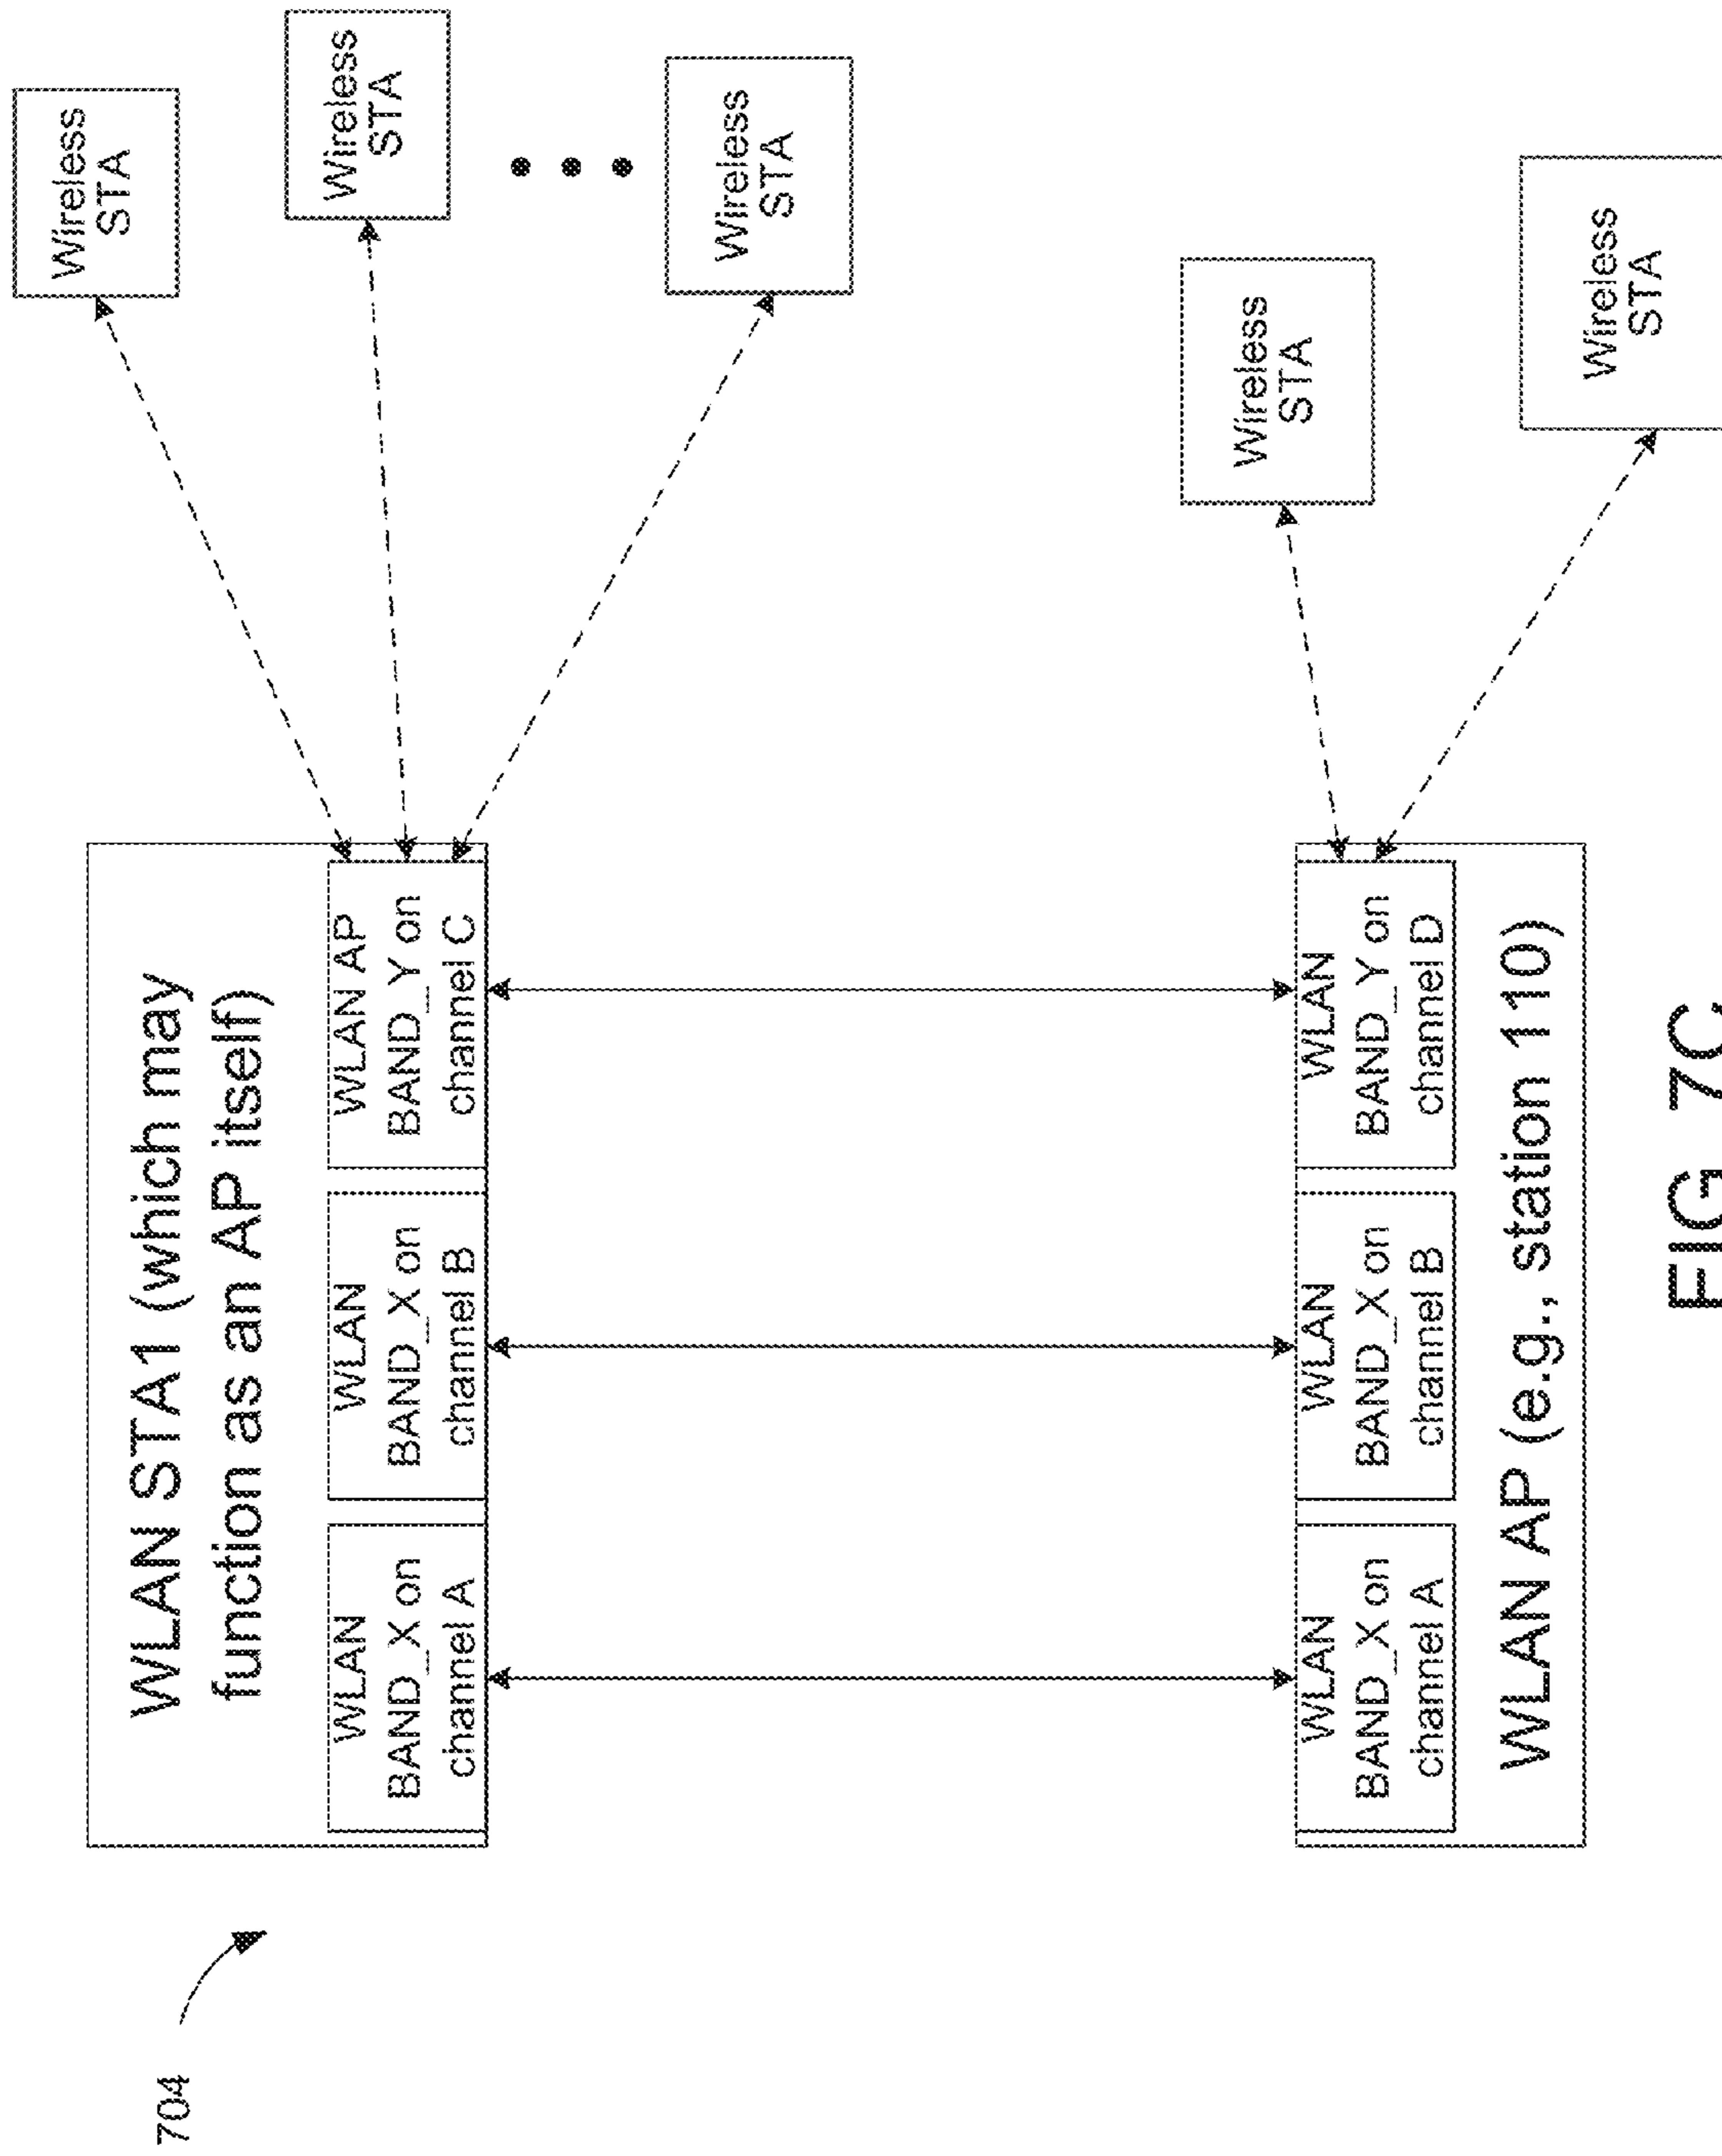 704
WLAN STA1 (which may
function as an AP itself)
WLAN
BAND_X on
channel A
WLAN
BAND_X on
channel B
WLAN AP
BAND_Y on
channel C
Wireless
STA
Wireless
STA
Wireless
STA
WLAN
BAND_X on
channel A
WLAN
BAND_X on
channel B
WLAN
BAND_Y on
channel D
WLAN AP (e.g., station 110)
Wireless
STA
Wireless
STA
FIG 7C